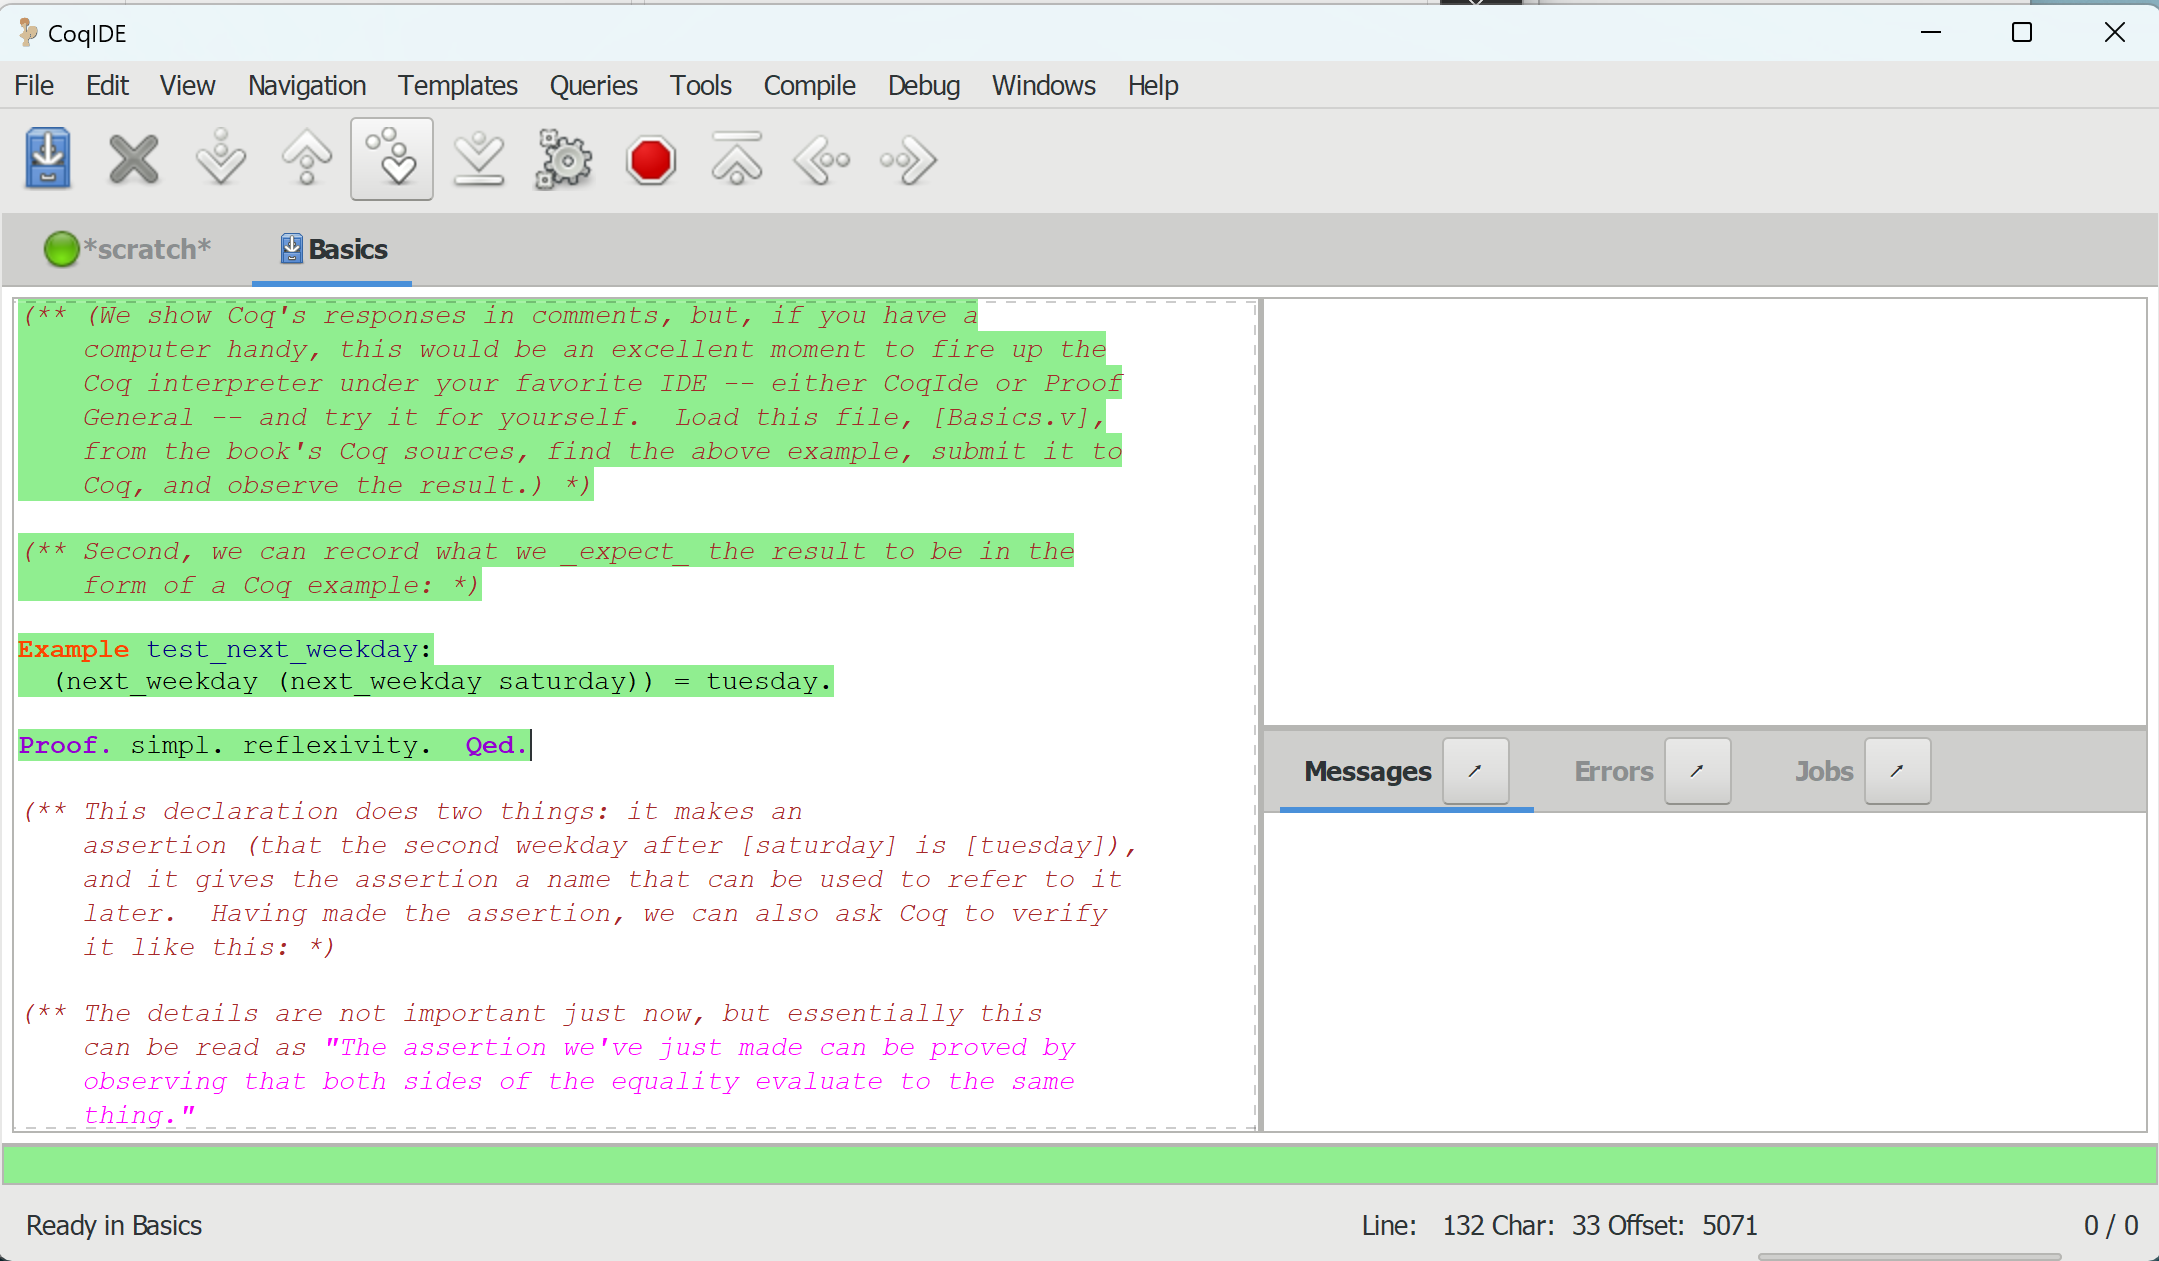 CoqIDE
File Edit View Navigation Templates Queries Tools Compile Debug Windows Help
*scratch* Basics
(** (We show Coq's responses in comments, but, if you have a
computer handy, this would be an excellent moment to fire up the
Coq interpreter under your favorite IDE -- either CoqIde or Proof
General -- and try it for yourself.  Load this file, [Basics.v],
from the book's Coq sources, find the above example, submit it to
Coq, and observe the result.) *)
(** Second, we can record what we _expect_ the result to be in the
form of a Coq example: *)
Example test_next_weekday:
(next_weekday (next_weekday saturday)) = tuesday.
Proof. simpl. reflexivity.  Qed.
(** This declaration does two things: it makes an
assertion (that the second weekday after [saturday] is [tuesday]),
and it gives the assertion a name that can be used to refer to it
later.  Having made the assertion, we can also ask Coq to verify
it like this: *)
(** The details are not important just now, but essentially this
can be read as "The assertion we've just made can be proved by
observing that both sides of the equality evaluate to the same
thing."
Messages Errors Jobs
Ready in Basics Line: 132 Char: 33 Offset: 5071 0 / 0